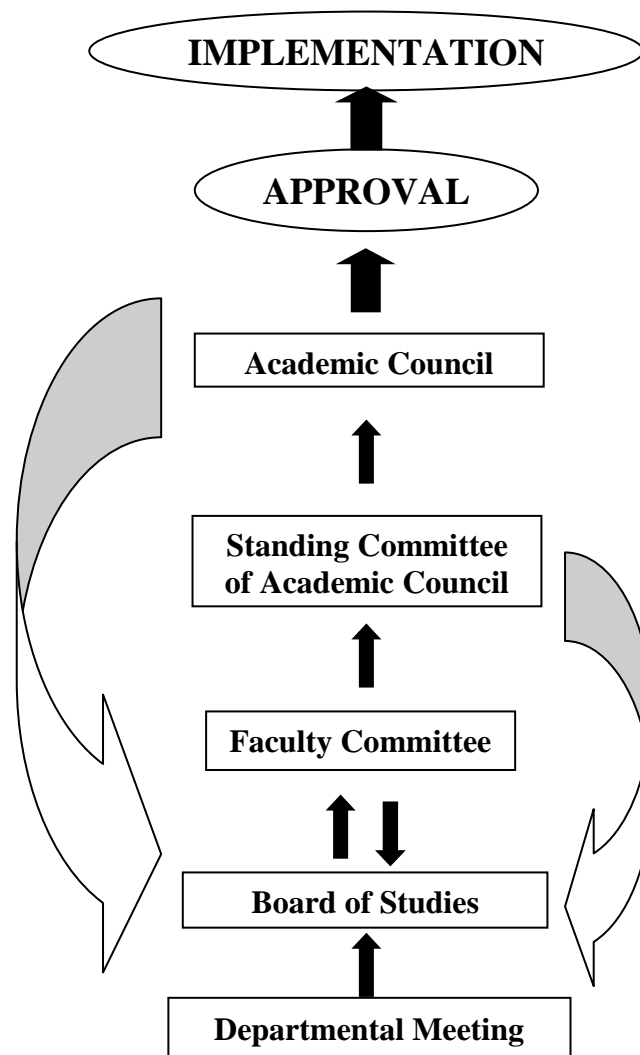 IMPLEMENTATION
APPROVAL
Academic Council
Standing Committee
of Academic Council
Faculty Committee
Board of Studies
Departmental Meeting